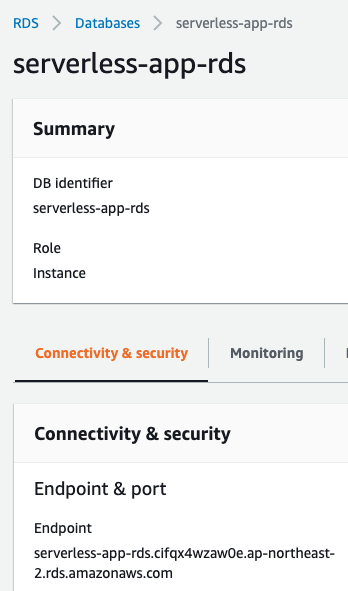 RDS > Databases > serverless-app-rds
serverless-app-rds
Summary
DB identifier
serverless-app-rds
Role
Instance
Connectivity & security Monitoring
Connectivity & security
Endpoint & port
Endpoint
serverless-app-rds.cifqx4wzaw0e.ap-northeast-
2.rds.amazonaws.com